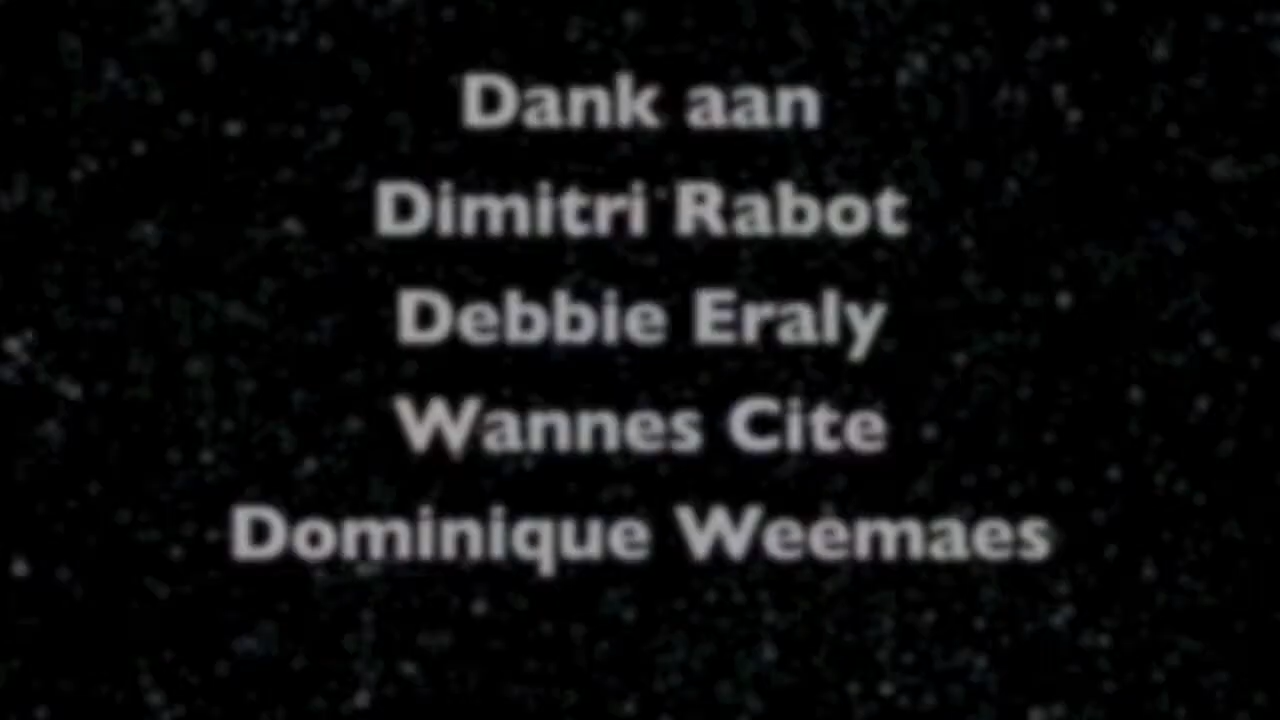 Dank aan
Dimitri Rabot
Debbie Eraly
Wannes Cite
Dominique Weemaes